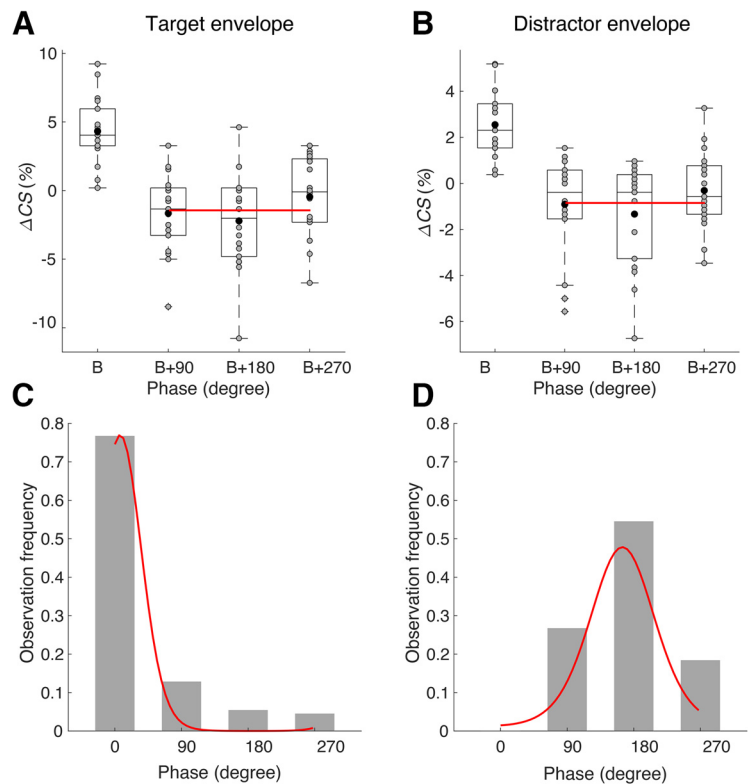 A
Target envelope
10
5
0
-5
-10
ΔCS (%)
B
B+90
B+180
B+270
Phase (degree)
B
Distractor envelope
4
2
0
-2
-4
-6
ΔCS (%)
B
B+90
B+180
B+270
Phase (degree)
C
0.8
0.7
0.6
0.5
0.4
0.3
0.2
0.1
0
Observation frequency
0
90
180
270
Phase (degree)
D
0.8
0.7
0.6
0.5
0.4
0.3
0.2
0.1
0
Observation frequency
0
90
180
270
Phase (degree)